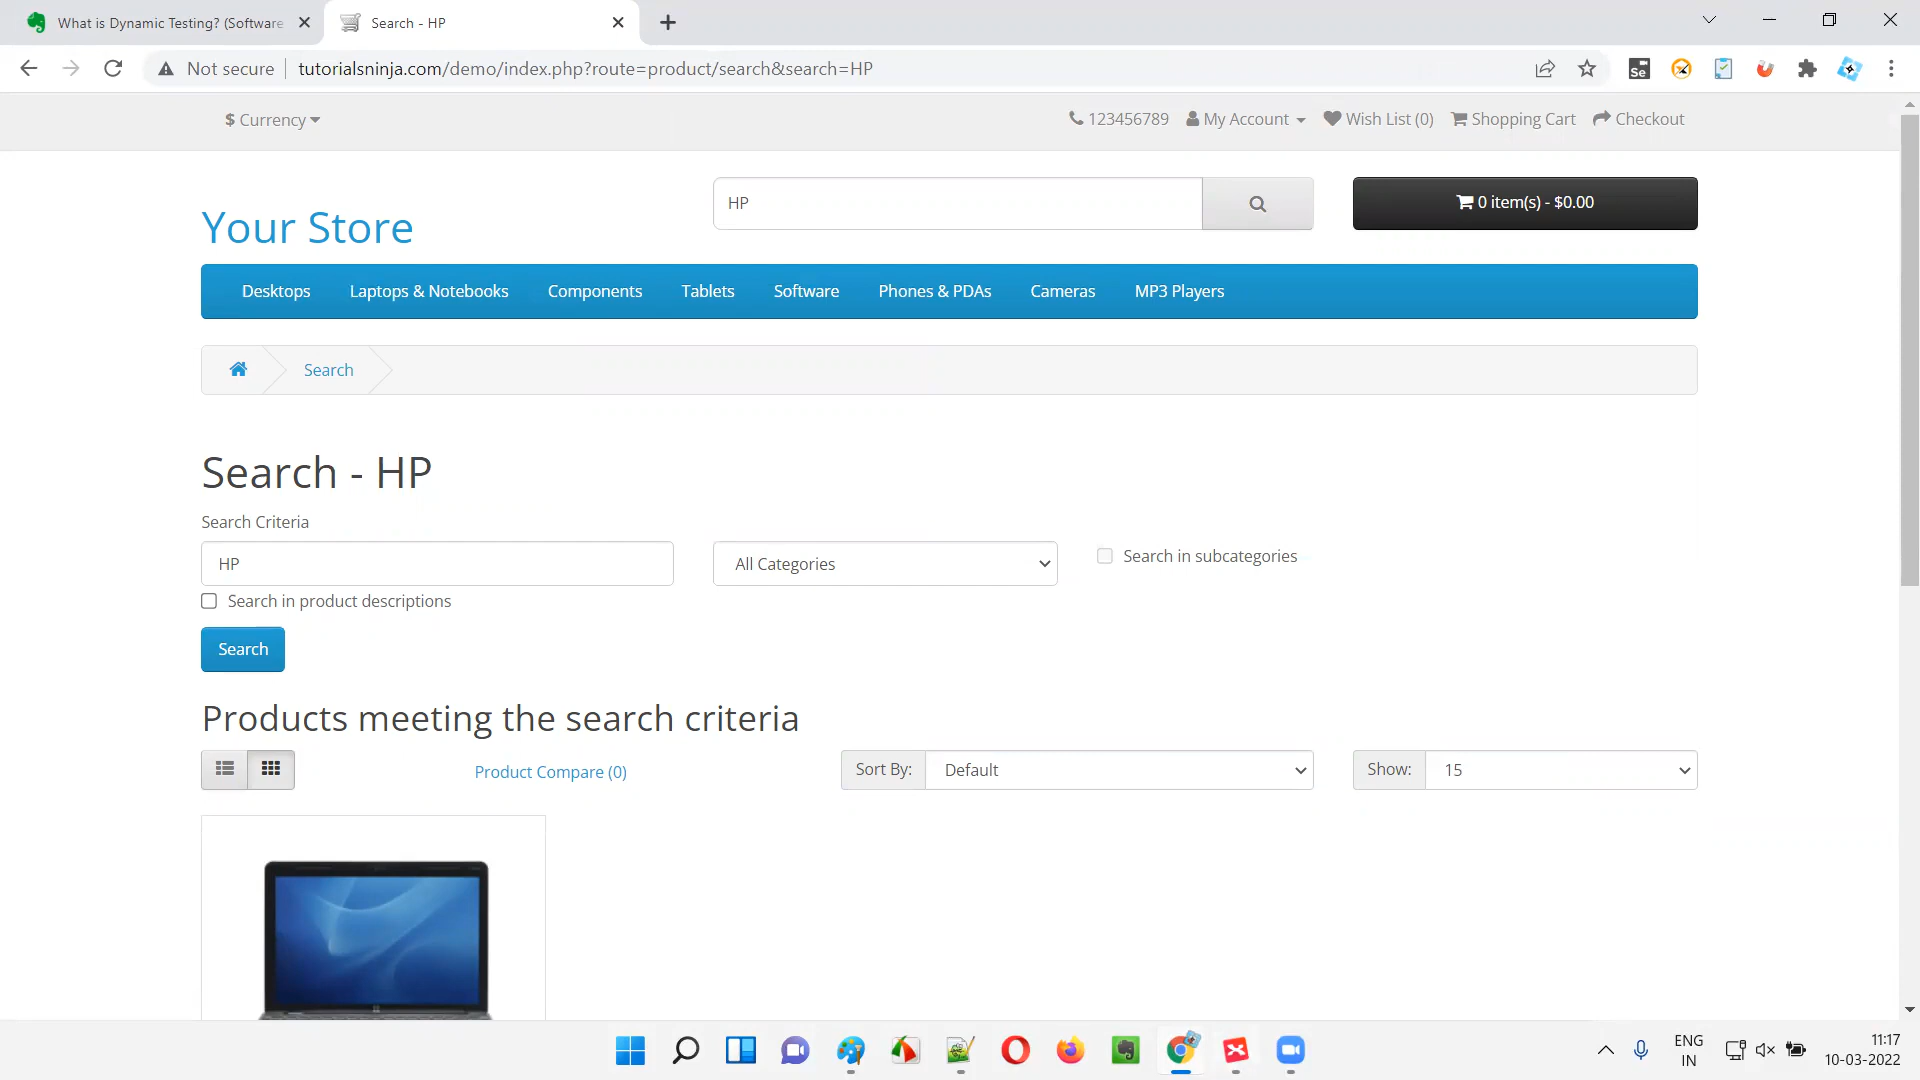 What is Dynamic Testing? (Software
Search - HP
Not secure
tutorialsninja.com/demo/index.php?route=product/search&search=HP
$ Currency
123456789
My Account
Wish List (0)
Shopping Cart
Checkout
Your Store
HP
0 item(s) - $0.00
Desktops
Laptops & Notebooks
Components
Tablets
Software
Phones & PDAs
Cameras
MP3 Players
Search
Search - HP
Search Criteria
HP
All Categories
Search in subcategories
Search in product descriptions
Search
Products meeting the search criteria
Product Compare (0)
Sort By:
Default
Show:
15
ENG
IN
11:17
10-03-2022